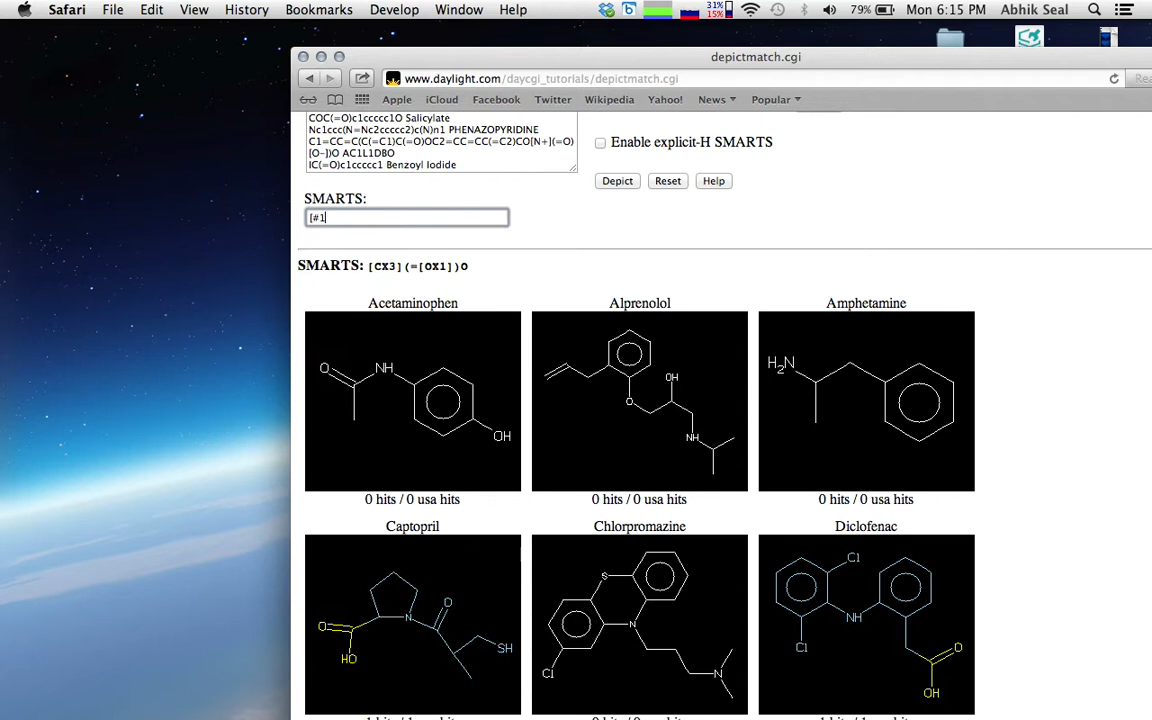 Safari File Edit View History Bookmarks Develop Window Help 31% 15% 79% Mon 6:15 PM Abhik Seal
depictmatch.cgi
www.daylight.com/daycgi_tutorials/depictmatch.cgi
Apple iCloud Facebook Twitter Wikipedia Yahoo! News Popular
COC(=O)c1ccccc1O Salicylate
Nc1ccc(N=Nc2ccccc2)c(N)n1 PHENAZOPYRIDINE
C1=CC=C(C(=C1)C(=O)OC2=CC=CC(=C2)CO[N+](=O)
[O-])O AC1L1DBO
IC(=O)c1ccccc1 Benzoyl Iodide
Enable explicit-H SMARTS
Depict Reset Help
SMARTS:
[#1
SMARTS: [CX3](=[OX1])O
Acetaminophen Alprenolol Amphetamine
O NH OH
O OH NH
H2N
0 hits / 0 usa hits 0 hits / 0 usa hits 0 hits / 0 usa hits
Captopril Chlorpromazine Diclofenac
O HO N O SH
S N Cl N
Cl Cl NH O OH